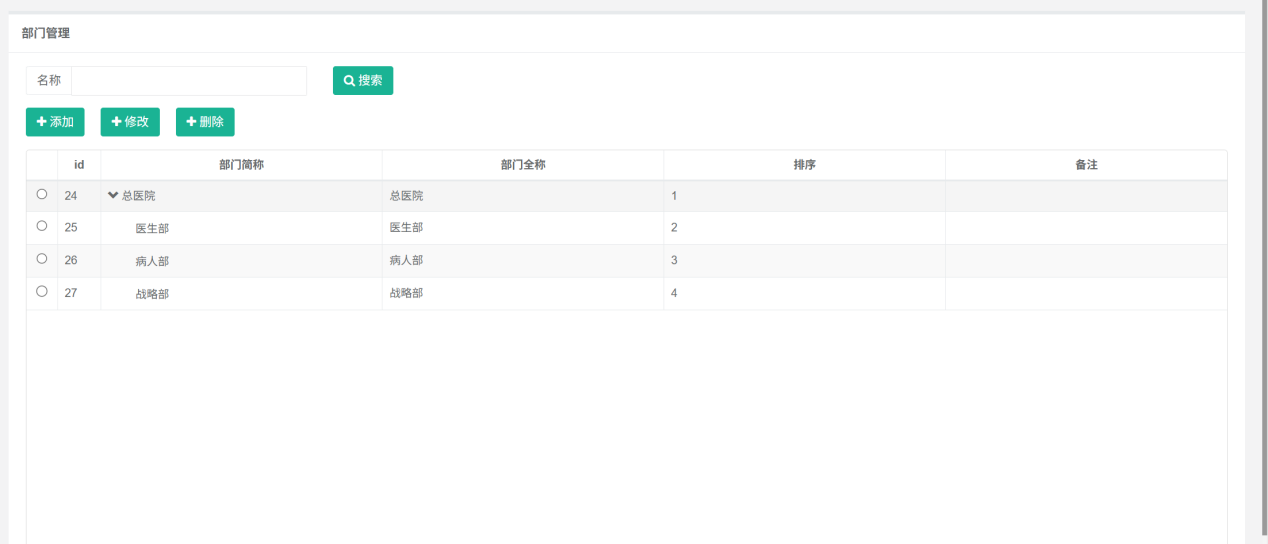 部门管理
名称 搜索
添加 修改 删除
id 部门简称 部门全称 排序 备注
24 总医院 总医院 1
25 医生部 医生部 2
26 病人部 病人部 3
27 战略部 战略部 4